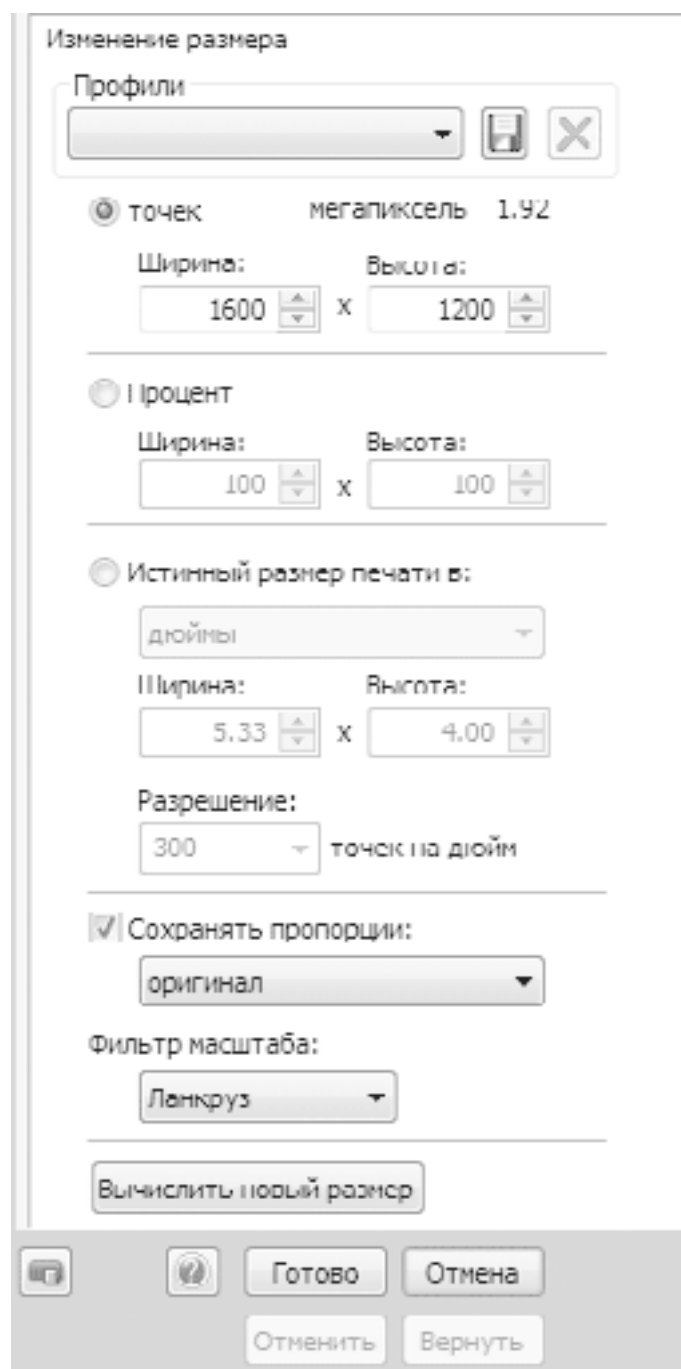 Изменение размера
Профили
точек мегапиксель 1.92
Ширина: Высота:
1600 x 1200
Процент
Ширина: Высота:
100 x 100
Истинный размер печати в:
дюймы
Ширина: Высота:
5.33 x 4.00
Разрешение:
300 точек на дюйм
Сохранять пропорции:
оригинал
Фильтр масштаба:
Ланкруз
Вычислить новый размер
Готово Отмена
Отменить Вернуть